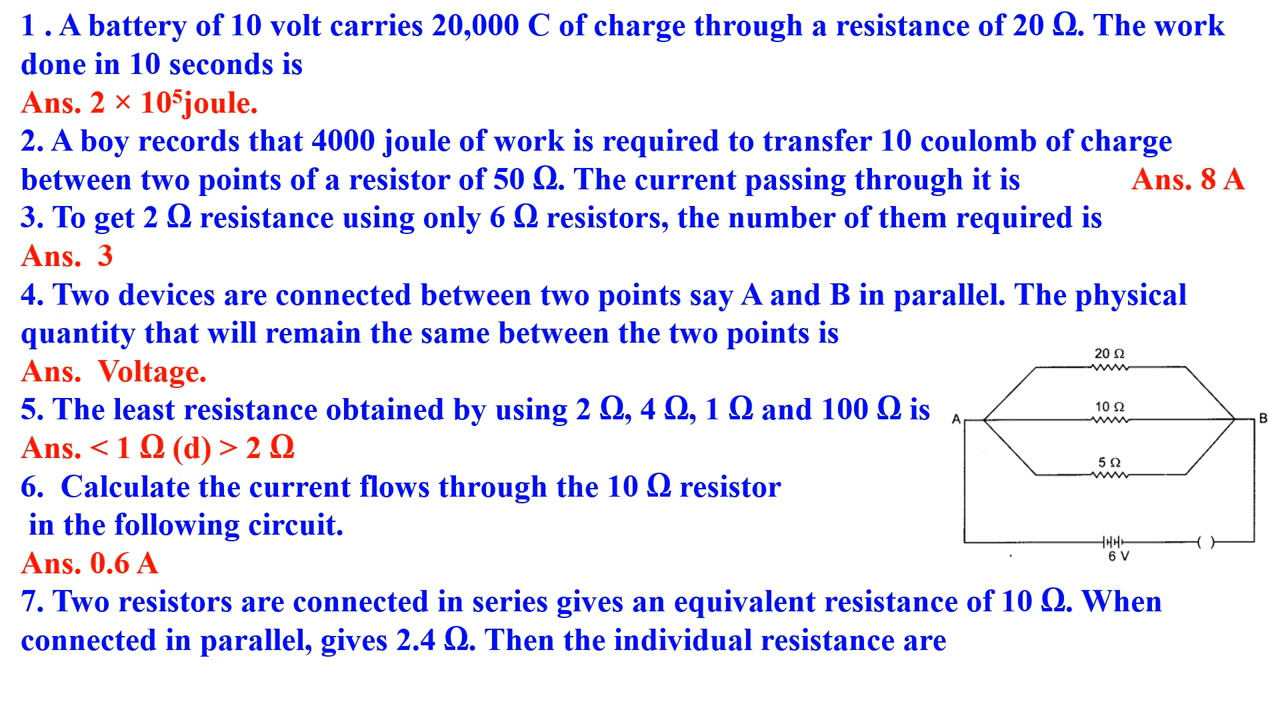 1 . A battery of 10 volt carries 20,000 C of charge through a resistance of 20 Ω. The work
done in 10 seconds is
Ans. 2 × 10⁵joule.
2. A boy records that 4000 joule of work is required to transfer 10 coulomb of charge
between two points of a resistor of 50 Ω. The current passing through it is Ans. 8 A
3. To get 2 Ω resistance using only 6 Ω resistors, the number of them required is
Ans. 3
4. Two devices are connected between two points say A and B in parallel. The physical
quantity that will remain the same between the two points is
Ans. Voltage.
5. The least resistance obtained by using 2 Ω, 4 Ω, 1 Ω and 100 Ω is
Ans. < 1 Ω (d) > 2 Ω
6. Calculate the current flows through the 10 Ω resistor
in the following circuit.
Ans. 0.6 A
20 Ω
10 Ω
A
B
5 Ω
( )
6 V
7. Two resistors are connected in series gives an equivalent resistance of 10 Ω. When
connected in parallel, gives 2.4 Ω. Then the individual resistance are